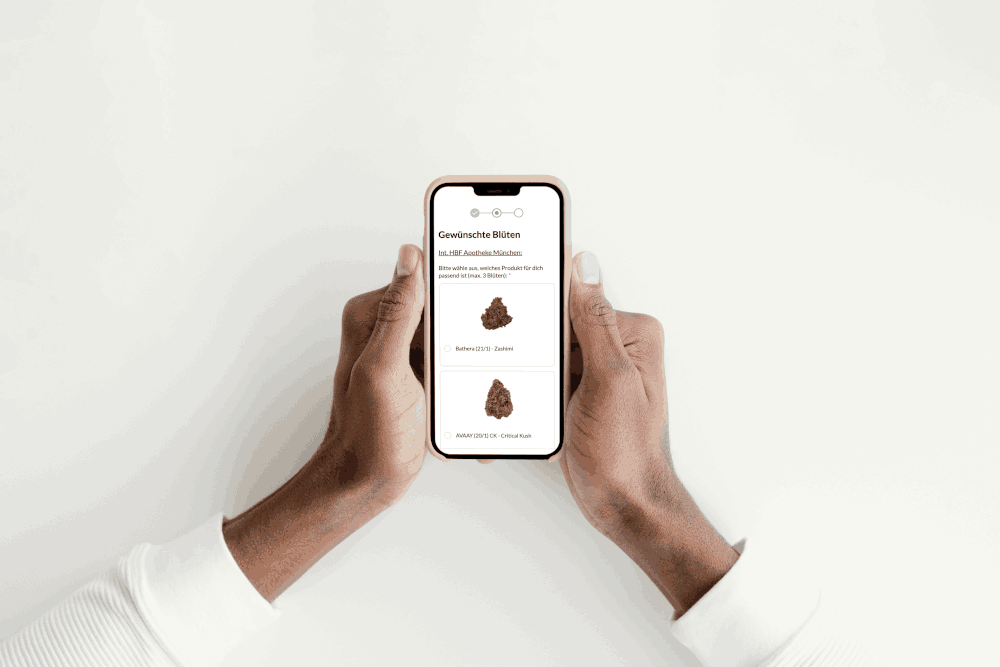 Gewünschte Blüten
Int. HBF Apotheke München:
Bitte wähle aus, welches Produkt für dich
passend ist (max. 3 Blüten): *
Bathera (21/1) - Zashimi
AVAAY (20/1) CK - Critical Kush